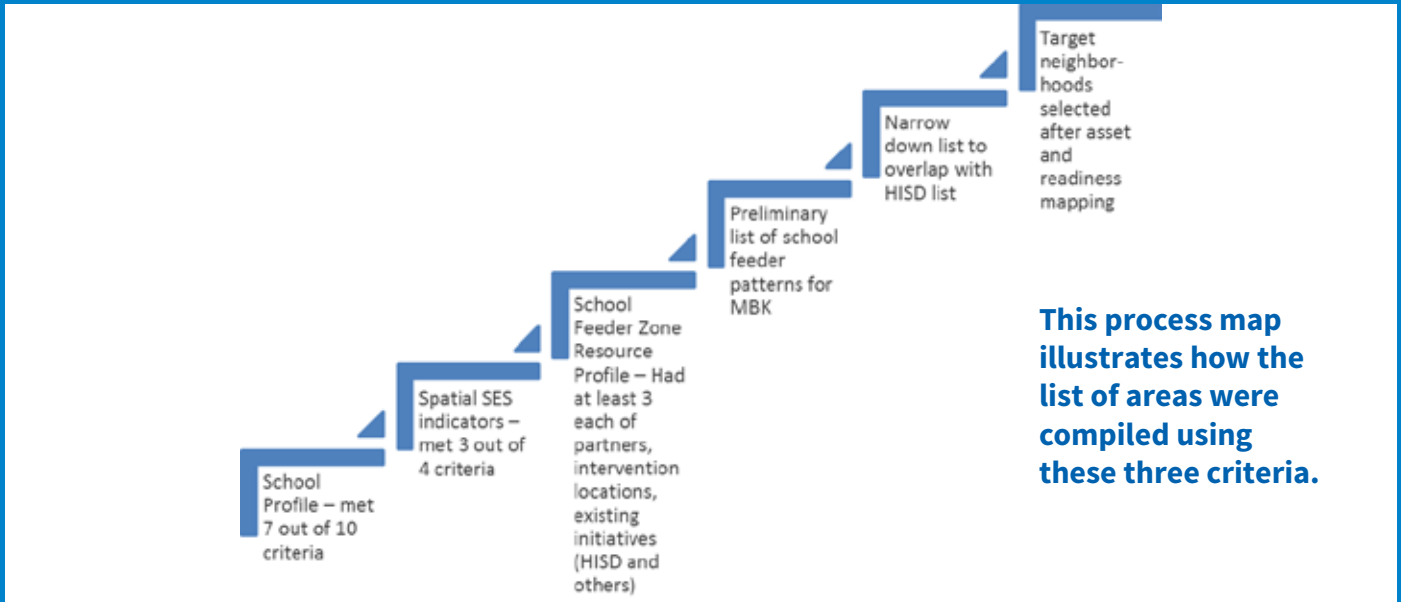 School
Profile – met
7 out of 10
criteria
Spatial SES
indicators –
met 3 out of
4 criteria
School
Feeder Zone
Resource
Profile – Had
at least 3
each of
partners,
intervention
locations,
existing
initiatives
(HISD and
others)
Preliminary
list of school
feeder
patterns for
MBK
Narrow
down list to
overlap with
HISD list
Target
neighbor-
hoods
selected
after asset
and
readiness
mapping
This process map
illustrates how the
list of areas were
compiled using
these three criteria.